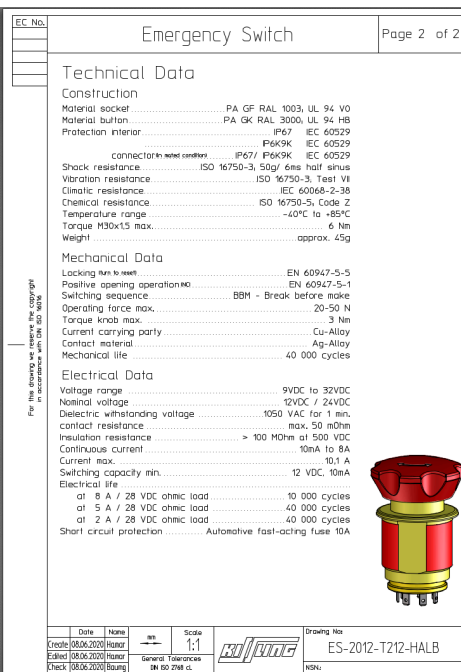 EC No.
Emergency Switch
Page 2 of 2
Technical Data
Construction
Material socket ........ PA GF RAL 1003, UL 94 V0
Material button ........ PA GK RAL 3000, UL 94 HB
Protection interior ........ IP67 IEC 60529
IP6K9K IEC 60529
connector (in mated condition) ........ IP67/ IP6K9K IEC 60529
Shock resistance ........ ISO 16750-3, 50g/ 6ms half sinus
Vibration resistance ........ ISO 16750-3, Test VII
Climatic resistance ........ IEC 60068-2-38
Chemical resistance ........ ISO 16750-5, Code Z
Temperature range ........ -40°C to +85°C
Torque M30x1,5 max. ........ 6 Nm
Weight ........ approx. 45g
Mechanical Data
Locking (turn to reset) ........ EN 60947-5-5
Positive opening operation (NC) ........ EN 60947-5-1
Switching sequence ........ BBM - Break before make
Operating force max. ........ 20-50 N
Torque knob max. ........ 3 Nm
Current carrying party ........ Cu-Alloy
Contact material ........ Ag-Alloy
Mechanical life ........ 40 000 cycles
Electrical Data
Voltage range ........ 9VDC to 32VDC
Nominal voltage ........ 12VDC / 24VDC
Dielectric withstanding voltage ........ 1050 VAC for 1 min.
contact resistance ........ max. 50 mOhm
Insulation resistance ........ > 100 MOhm at 500 VDC
Continuous current ........ 10mA to 8A
Current max. ........ 10,1 A
Switching capacity min. ........ 12 VDC, 10mA
Electrical life
at 8 A / 28 VDC ohmic load ........ 10 000 cycles
at 5 A / 28 VDC ohmic load ........ 40 000 cycles
at 2 A / 28 VDC ohmic load ........ 40 000 cycles
Short circuit protection ........ Automotive fast-acting fuse 10A
For this drawing we reserve the copyright
in accordance with DIN ISO 16016
Date Name
Create 08.06.2020 Hamar
Edited 08.06.2020 Hamar
Check 08.06.2020 Baumg
mm
Scale
1:1
General Tolerances
DIN ISO 2768 cL
KISSLING
Drawing No:
ES-2012-T212-HALB
NSN.: